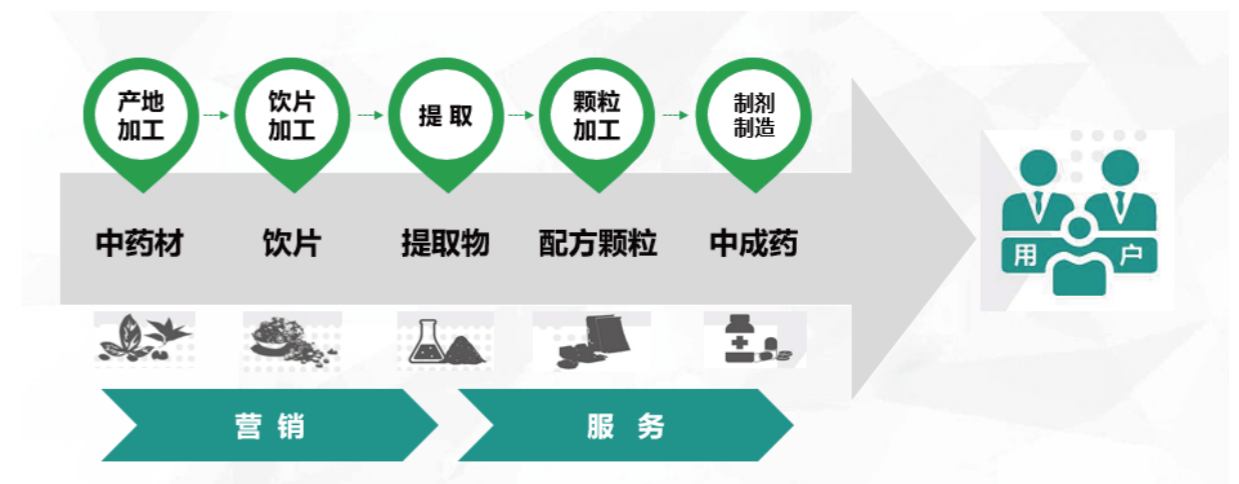 产地
加工
饮片
加工
提 取
颗粒
加工
制剂
制造
中药材
饮片
提取物
配方颗粒
中成药
用 户
营 销
服 务